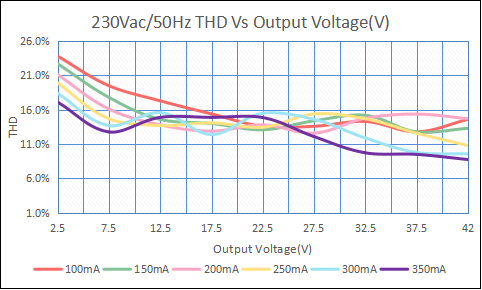 230Vac/50Hz THD Vs Output Voltage(V)
26.0%
21.0%
16.0%
11.0%
6.0%
1.0%
THD
2.5 7.5 12.5 17.5 22.5 27.5 32.5 37.5 42
Output Voltage(V)
100mA 150mA 200mA 250mA 300mA 350mA